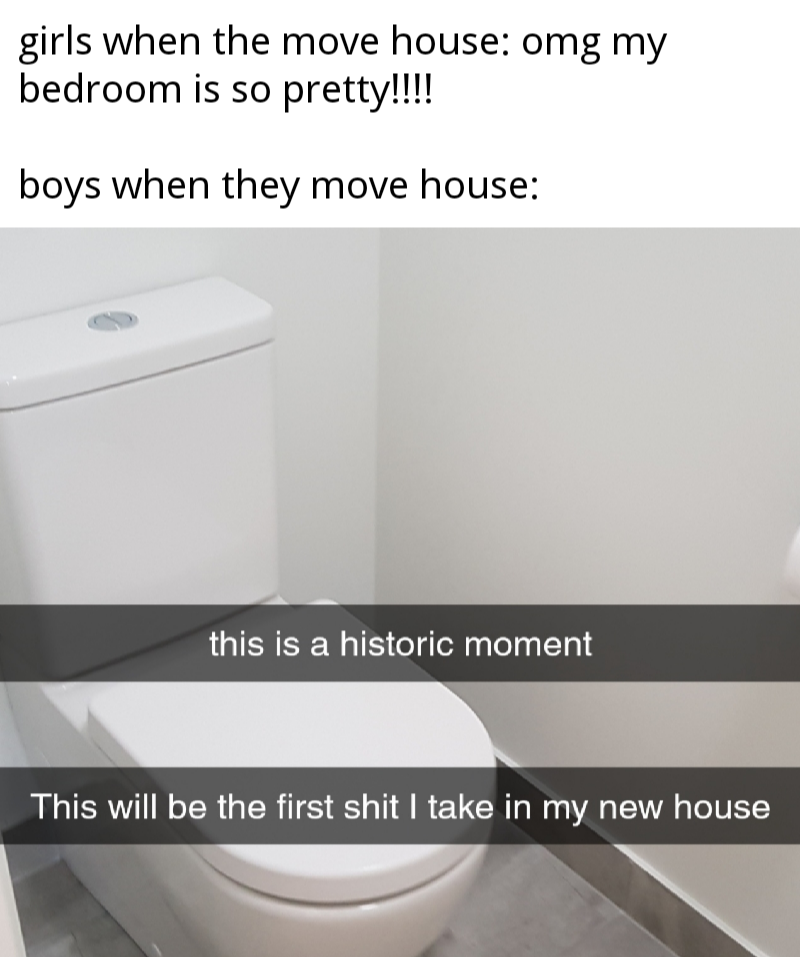 girls when the move house: omg my
bedroom is so pretty!!!!
boys when they move house:
this is a historic moment
This will be the first shit I take in my new house